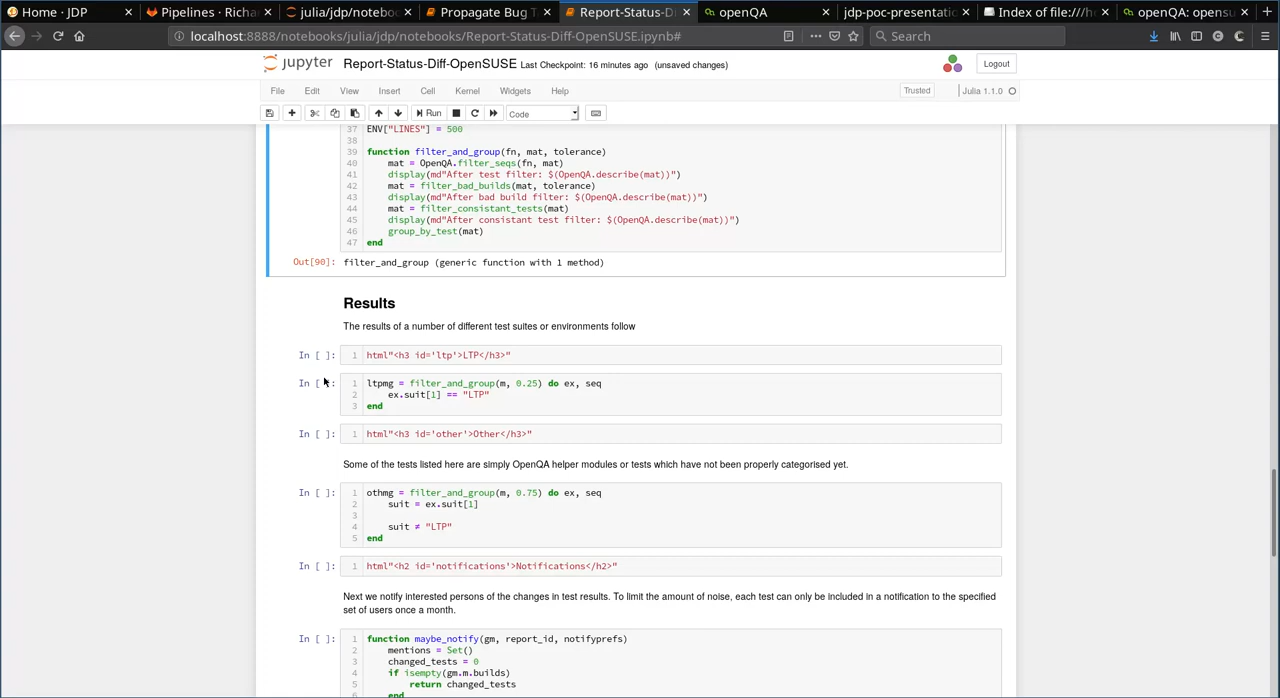 Home · JDP
Pipelines · Richa
julia/jdp/notebo
Propagate Bug T
Report-Status-Di
openQA
jdp-poc-presentati
Index of file:///h
openQA: opensu
localhost:8888/notebooks/julia/jdp/notebooks/Report-Status-Diff-OpenSUSE.ipynb#
Search
jupyter Report-Status-Diff-OpenSUSE Last Checkpoint: 16 minutes ago (unsaved changes)
Logout
File Edit View Insert Cell Kernel Widgets Help
Trusted
Julia 1.1.0
Run
Code
37 ENV["LINES"] = 500
38
39 function filter_and_group(fn, mat, tolerance)
40 mat = OpenQA.filter_seqs(fn, mat)
41 display(md"After test filter: $(OpenQA.describe(mat))")
42 mat = filter_bad_builds(mat, tolerance)
43 display(md"After bad build filter: $(OpenQA.describe(mat))")
44 mat = filter_consistant_tests(mat)
45 display(md"After consistant test filter: $(OpenQA.describe(mat))")
46 group_by_test(mat)
47 end
Out[90]: filter_and_group (generic function with 1 method)
Results
The results of a number of different test suites or environments follow
In [ ]: 1 html"<h3 id='ltp'>LTP</h3>"
In [ ]: 1 ltpmg = filter_and_group(m, 0.25) do ex, seq
2 ex.suit[1] == "LTP"
3 end
In [ ]: 1 html"<h3 id='other'>Other</h3>"
Some of the tests listed here are simply OpenQA helper modules or tests which have not been properly categorised yet.
In [ ]: 1 othmg = filter_and_group(m, 0.75) do ex, seq
2 suit = ex.suit[1]
3
4 suit ≠ "LTP"
5 end
In [ ]: 1 html"<h2 id='notifications'>Notifications</h2>"
Next we notify interested persons of the changes in test results. To limit the amount of noise, each test can only be included in a notification to the specified
set of users once a month.
In [ ]: 1 function maybe_notify(gm, report_id, notifyprefs)
2 mentions = Set()
3 changed_tests = 0
4 if isempty(gm.m.builds)
5 return changed_tests
6 end